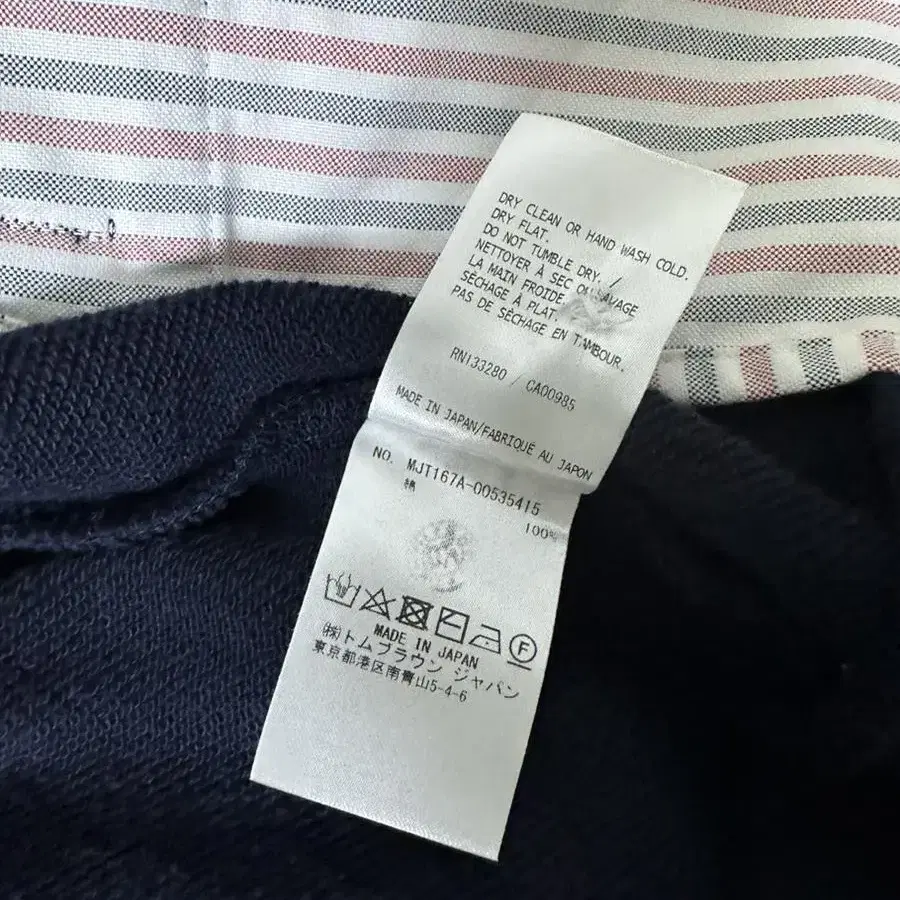 DRY CLEAN OR HAND WASH COLD.
DRY FLAT.
DO NOT TUMBLE DRY.
NETTOYER À SEC OU LAVAGE
LA MAIN FROIDE
SÉCHAGE À PLAT.
PAS DE SÉCHAGE EN TAMBOUR.
RN133280 / CA00985
MADE IN JAPAN/FABRIQUÉ AU JAPON
NO. MJT167A-00535415
綿 100%
F
MADE IN JAPAN
(株)トムブラウン ジャパン
東京都港区南青山5-4-6